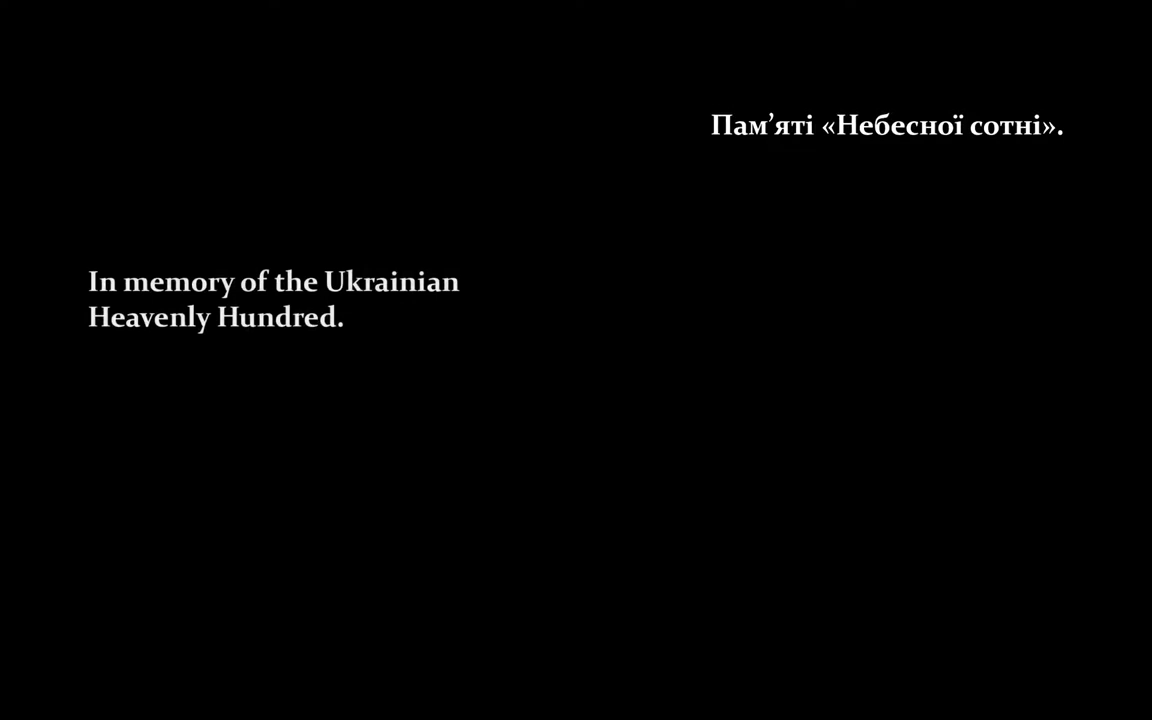 Пам’яті «Небесної сотні».
In memory of the Ukrainian
Heavenly Hundred.